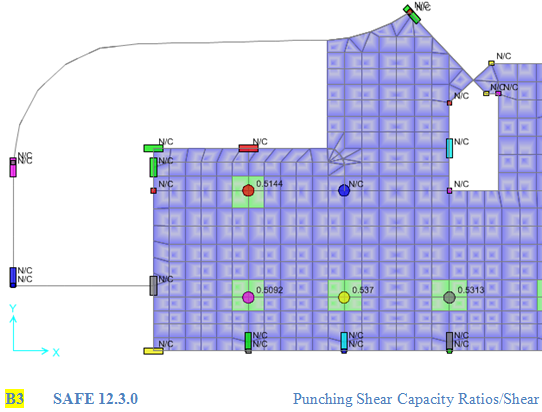 N/C
N/C
N/C N/C
N/C
N/C N/C N/C
N/C N/C
N/C
N/C 0.5144 N/C N/C
N/C
N/C N/C
0.5092 0.537 0.5313
Y
N/C N/C N/C
N/C N/C N/C N/C
X
B3 SAFE 12.3.0 Punching Shear Capacity Ratios/Shear